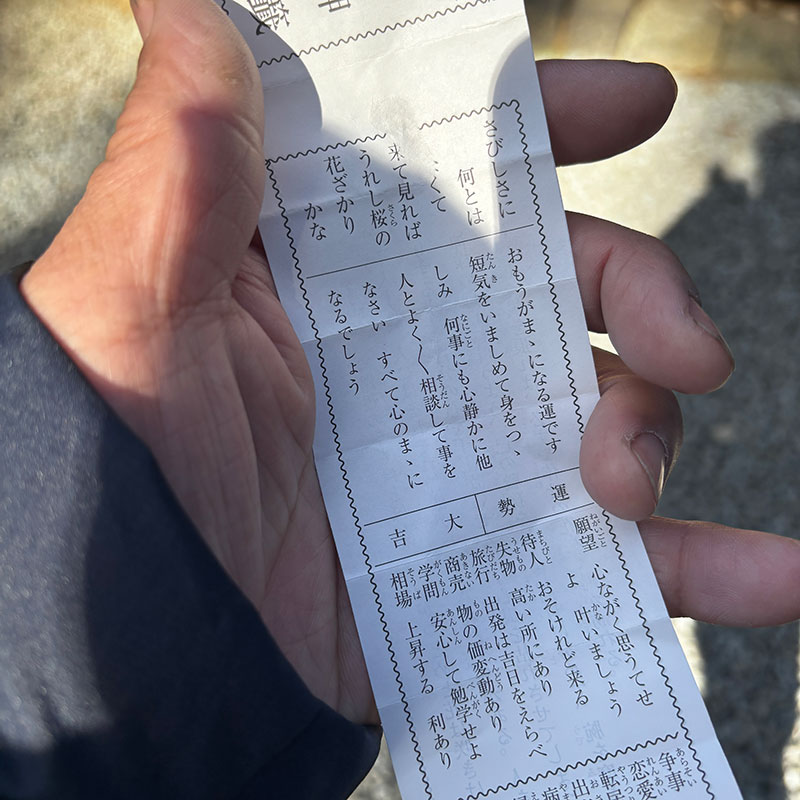 神
籤
さびしさに
何とは
くて
来て見れば
うれし桜の
花ざかり
かな
おもうがまゝになる運です
短気をいましめて身をつゝ
しみ 何事にも心静かに他
人とよく〱相談して事を
なさい すべて心のまゝに
なるでしょう
運勢
大吉
願望 心ながく思うてせ
よ 叶いましょう
待人 おそけれど来る
失物 高い所にあり
旅行 出発は吉日をえらべ
商売 物の価変動あり
学問 安心して勉学せよ
相場 上昇する 利あり
争事
恋愛
転居
出
病